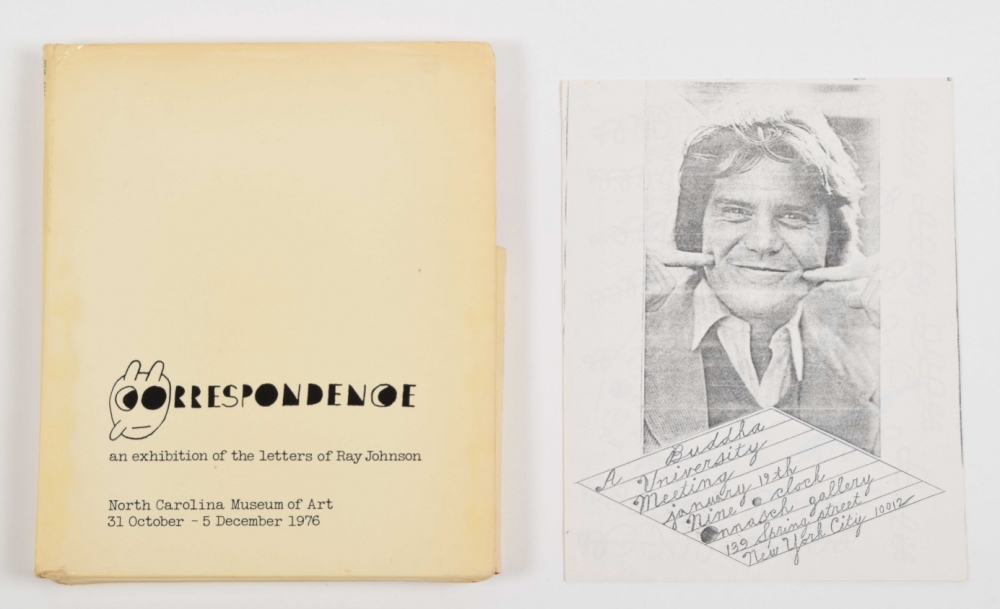 CORRESPONDENCE
an exhibition of the letters of Ray Johnson
North Carolina Museum of Art
31 October - 5 December 1976
A Buddha
University
Meeting
january 19th
Nine o clock
Onnasch gallery
139 Spring street
New York City 10012